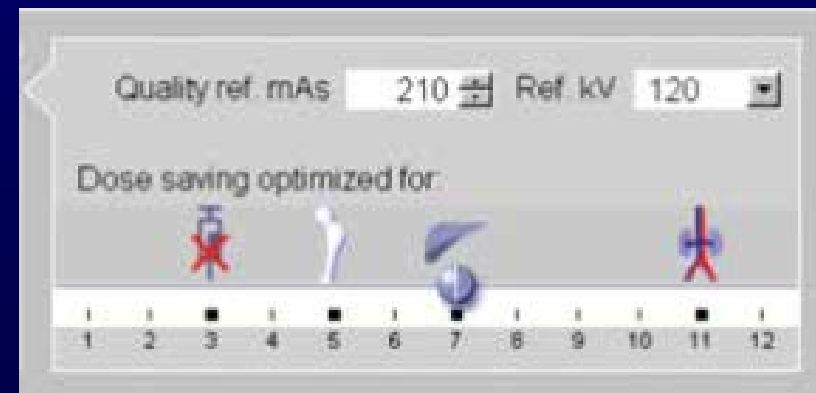 Quality ref. mAs 210 Ref. kV 120
Dose saving optimized for:
1 2 3 4 5 6 7 8 9 10 11 12